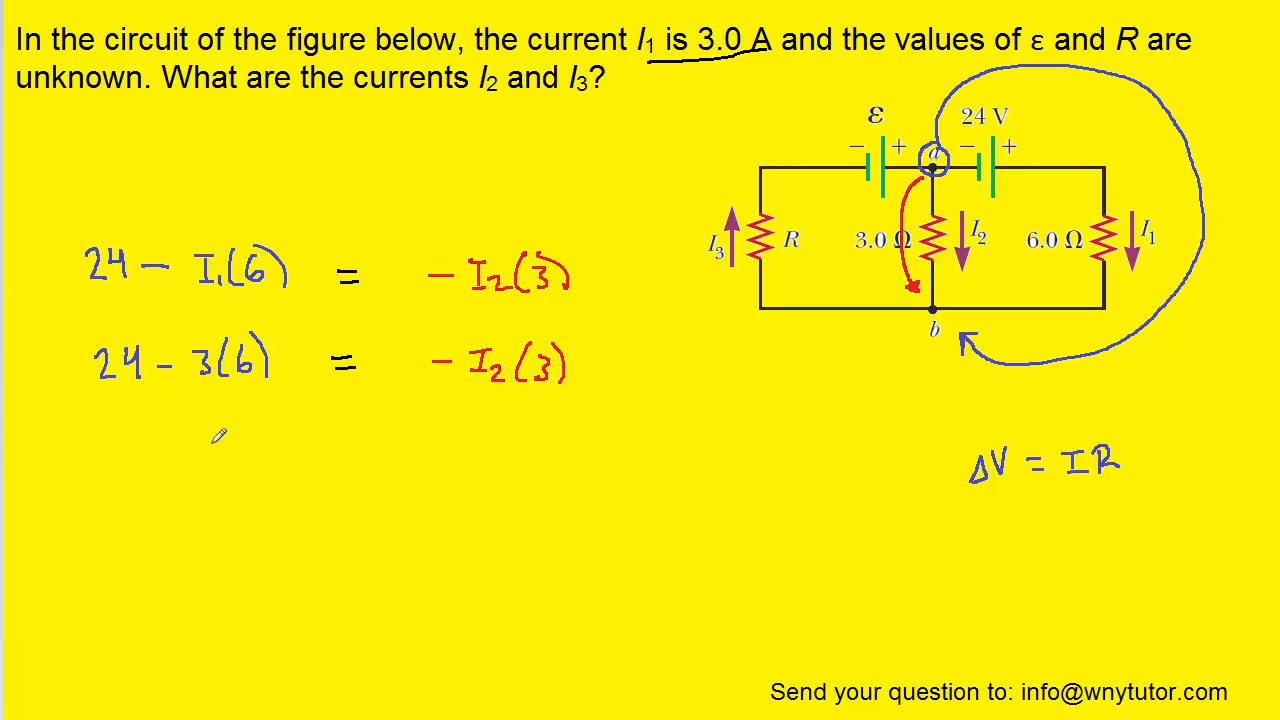 In the circuit of the figure below, the current I₁ is 3.0 A and the values of ε and R are
unknown. What are the currents I₂ and I₃?
ε
24 V
− + a − +
I₃ R 3.0 Ω I₂ 6.0 Ω I₁
b
24 − I₁(6) = − I₂(3)
24 − 3(6) = − I₂(3)
ΔV = IR
Send your question to: info@wnytutor.com